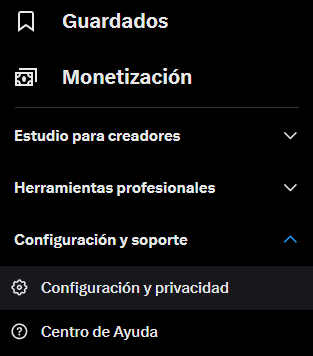 Guardados
Monetización
Estudio para creadores
Herramientas profesionales
Configuración y soporte
Configuración y privacidad
Centro de Ayuda